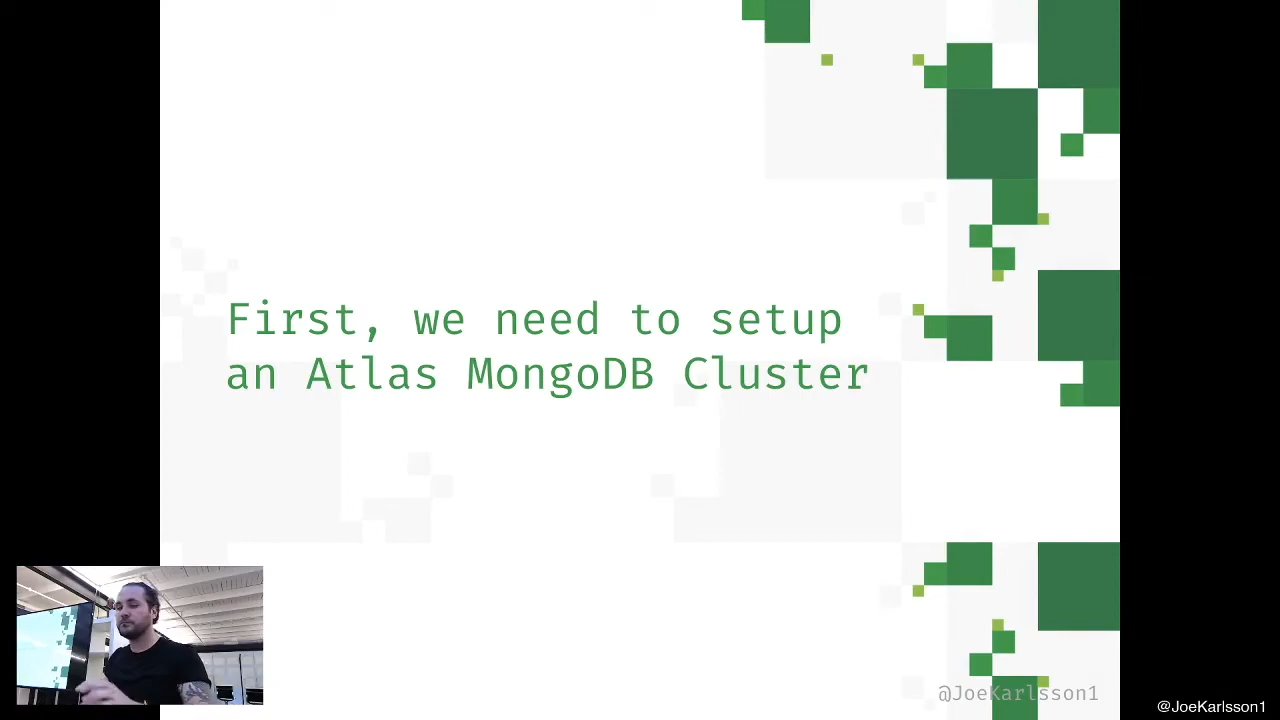 First, we need to setup
an Atlas MongoDB Cluster
@JoeKarlsson1
@JoeKarlsson1